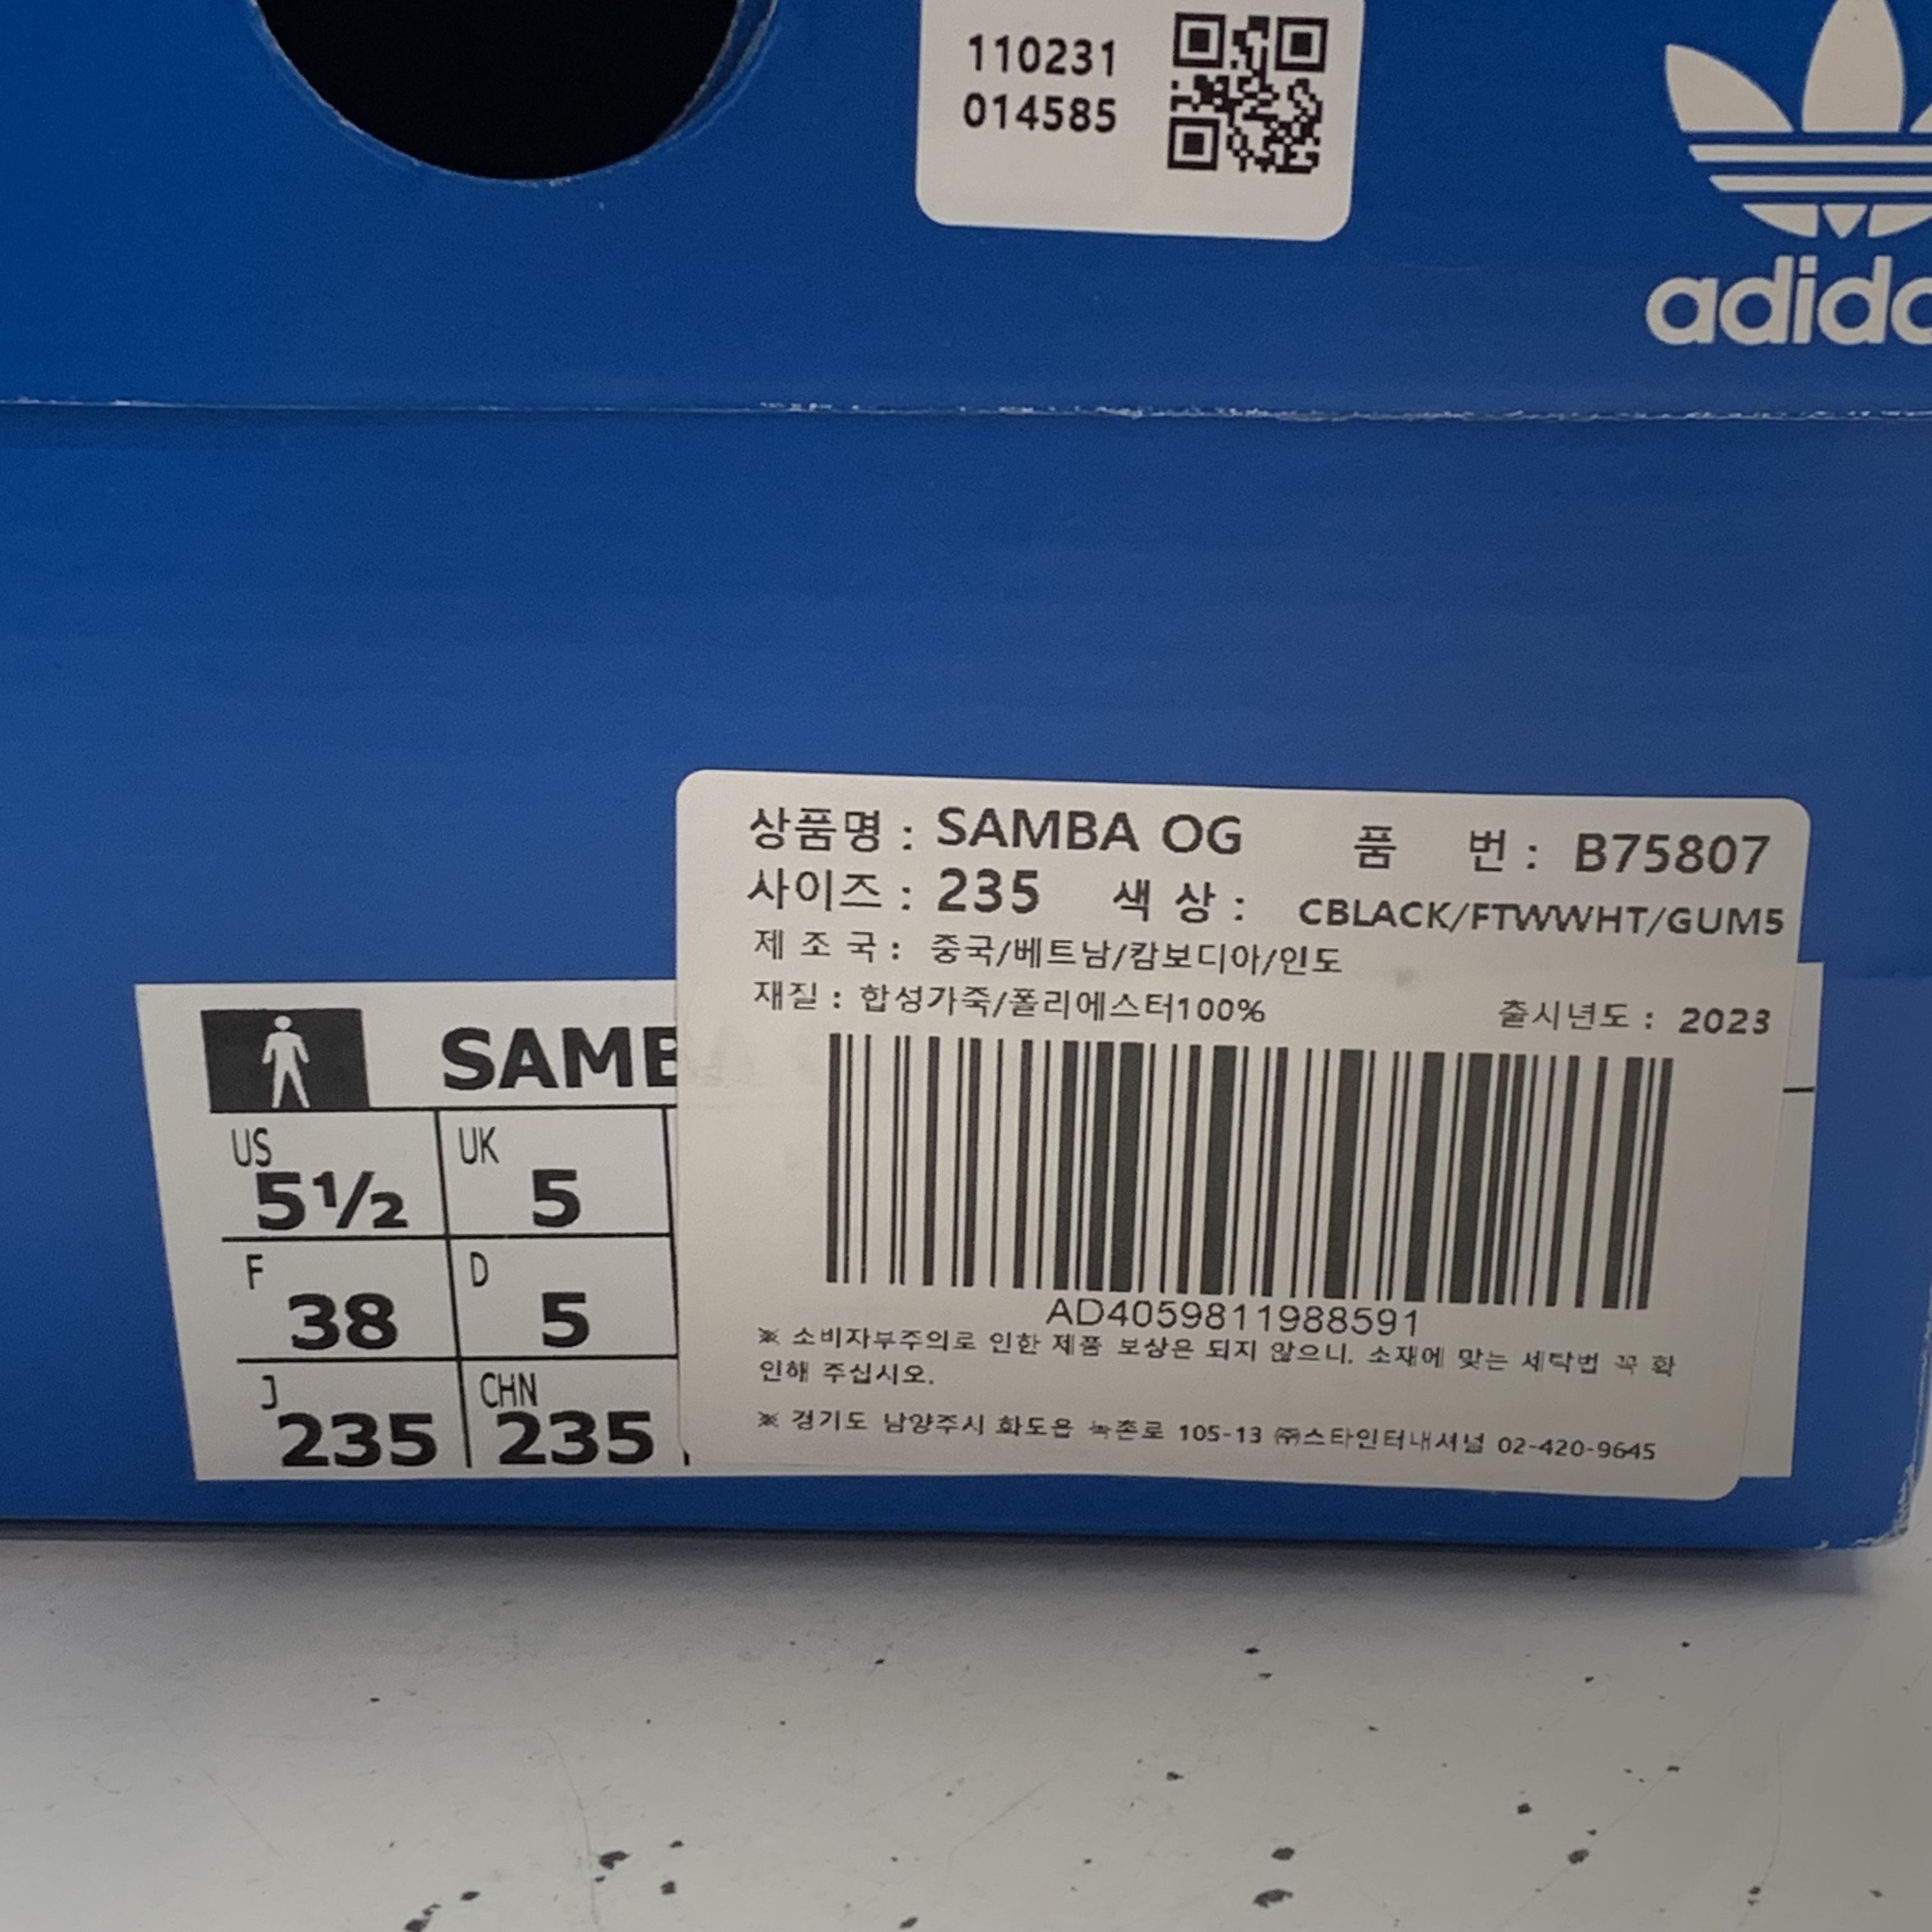 110231
014585
adida
상품명 : SAMBA OG 품 번 : B75807
사이즈 : 235 색 상 : CBLACK/FTWWHT/GUM5
제 조 국 : 중국/베트남/캄보디아/인도
재질 : 합성가죽/폴리에스터100% 출시년도 : 2023
AD4059811988591
※ 소비자부주의로 인한 제품 보상은 되지 않으니, 소재에 맞는 세탁법 꼭 확
인해 주십시오.
※ 경기도 남양주시 화도읍 녹촌로 105-13 ㈜스타인터내셔널 02-420-9645
SAMB
US 5½ UK 5
F 38 D 5
J 235 CHN 235